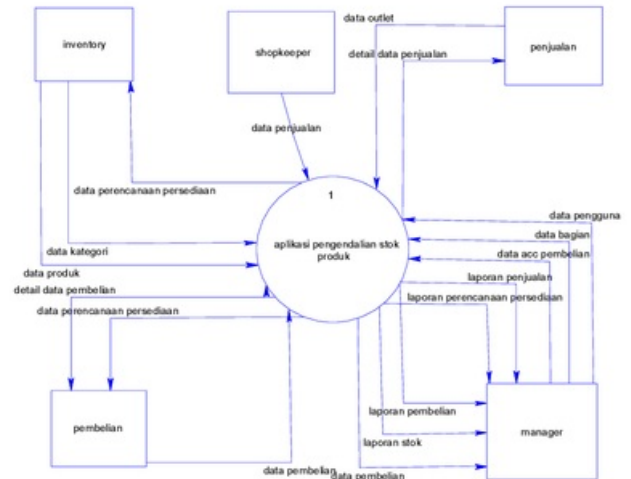 data outlet
inventory
shopkeeper
penjualan
detail data penjualan
data penjualan
data perencanaan persediaan
1
aplikasi pengendalian stok
produk
data pengguna
data bagian
data acc pembelian
data kategori
data produk
laporan penjualan
detail data pembelian
laporan perencanaan persediaan
data perencanaan persediaan
laporan pembelian
pembelian
manager
laporan stok
data pembelian
data pembelian